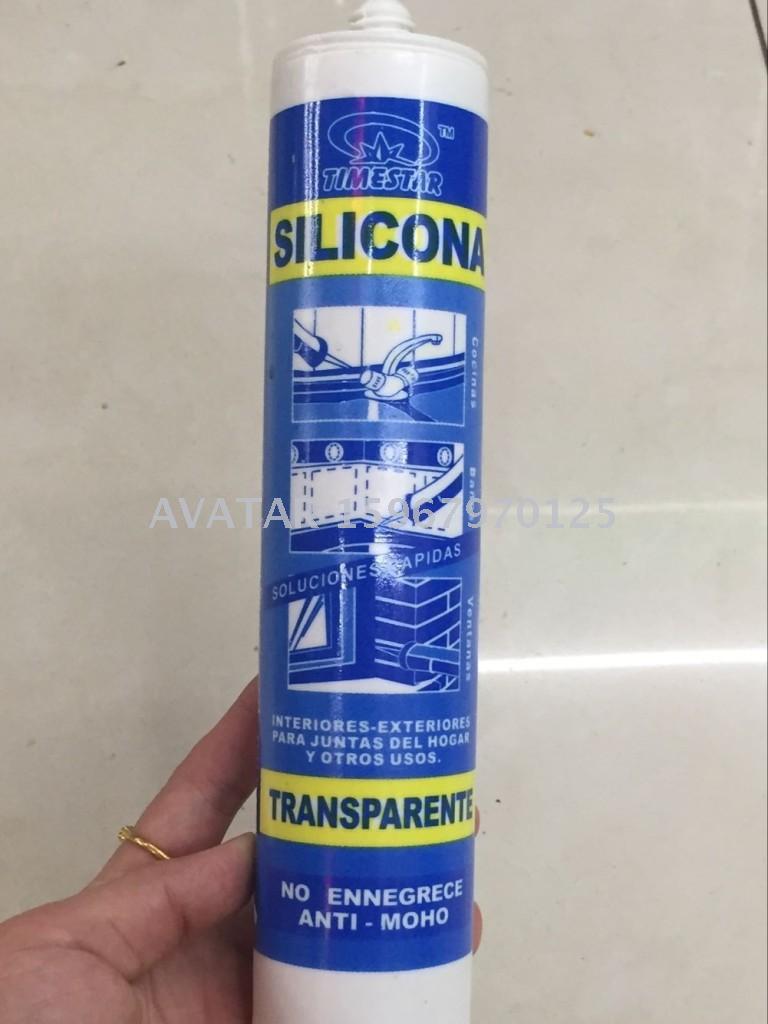 TIMESTAR TM
SILICONA
Cocinas
AVATAR 15967970125
SOLUCIONES RAPIDAS
Ventanas
INTERIORES-EXTERIORES
PARA JUNTAS DEL HOGAR
Y OTROS USOS.
TRANSPARENTE
NO ENNEGRECE
ANTI - MOHO